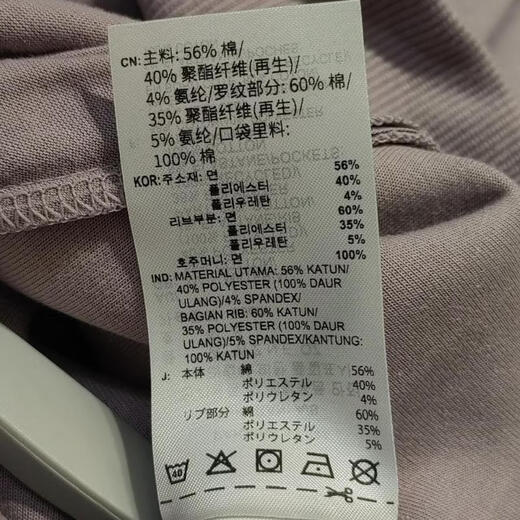 CN: 主料: 56% 棉/
40% 聚酯纤维(再生)/
4% 氨纶/罗纹部分: 60% 棉/
35% 聚酯纤维(再生)/
5% 氨纶/口袋里料:
100% 棉
KOR: 주소재: 면 56%
폴리에스터 40%
폴리우레탄 4%
리브부분: 면 60%
폴리에스터 35%
폴리우레탄 5%
호주머니: 면 100%
IND: MATERIAL UTAMA: 56% KATUN/
40% POLYESTER (100% DAUR
ULANG)/4% SPANDEX/
BAGIAN RIB: 60% KATUN/
35% POLYESTER (100% DAUR
ULANG)/5% SPANDEX/KANTUNG:
100% KATUN
J: 本体 綿 56%
ポリエステル 40%
ポリウレタン 4%
リブ部分 綿 60%
ポリエステル 35%
ポリウレタン 5%
40